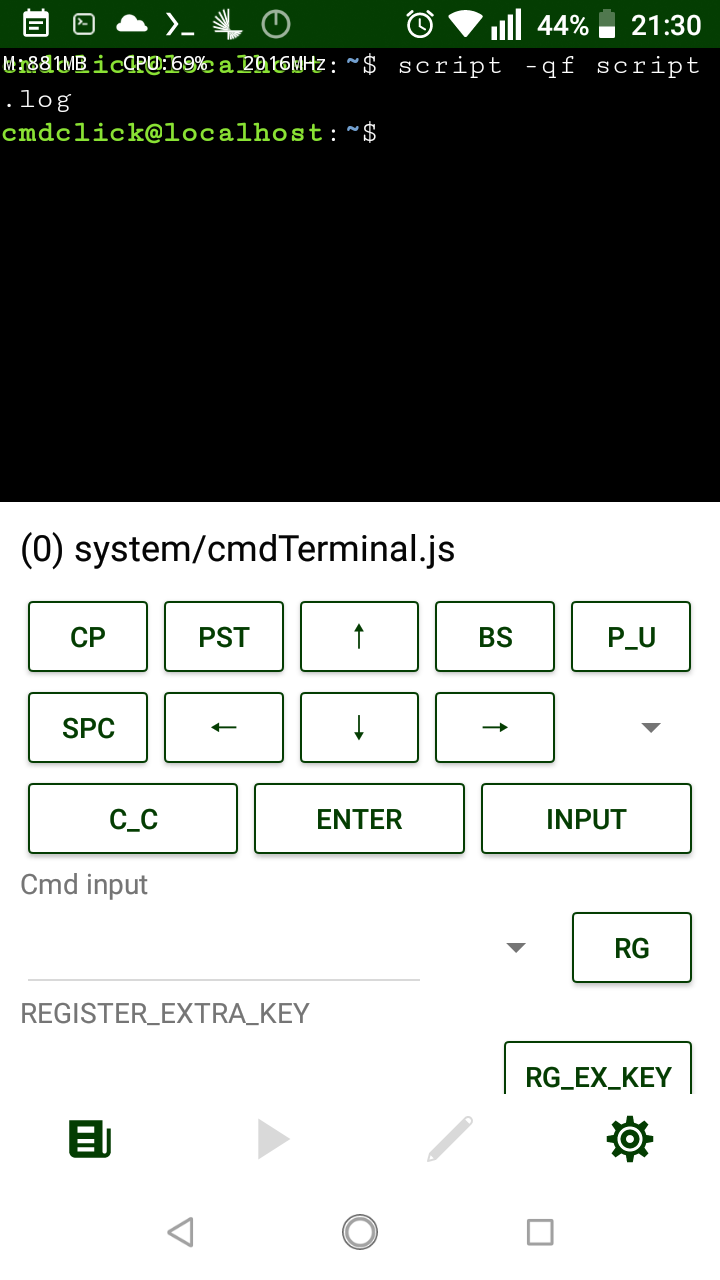 44% 21:30
M:881MB CPU:69% 2016MHz
cmdclick@localhost:~$ script -qf script
.log
cmdclick@localhost:~$
(0) system/cmdTerminal.js
CP PST ↑ BS P_U
SPC ← ↓ →
C_C ENTER INPUT
Cmd input
RG
REGISTER_EXTRA_KEY
RG_EX_KEY